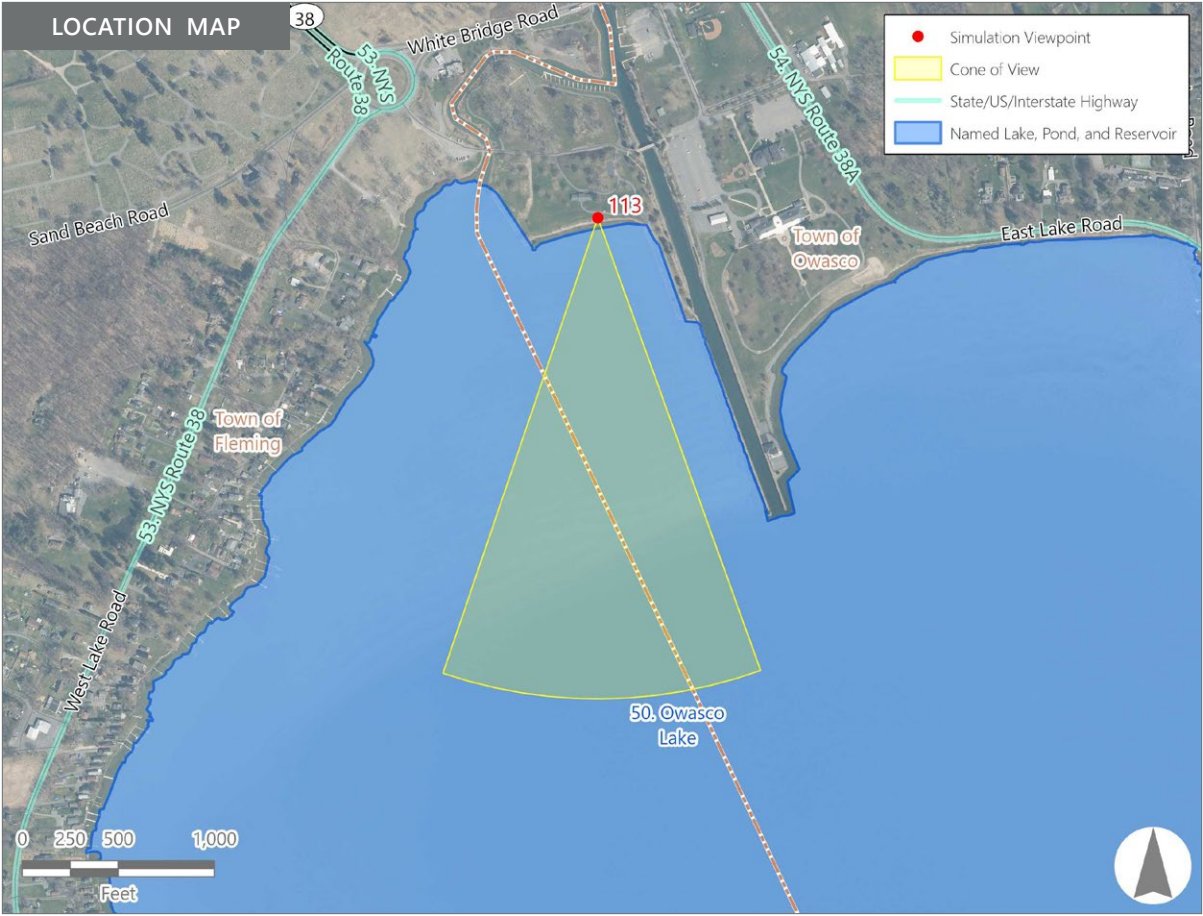 LOCATION MAP
38
White Bridge Road
53. NYS
Route 38
54. NYS Route 38A
Simulation Viewpoint
Cone of View
State/US/Interstate Highway
Named Lake, Pond, and Reservoir
Sand Beach Road
113
Town of
Owasco
East Lake Road
Town of
Fleming
53. NYS Route 38
West Lake Road
50. Owasco
Lake
0 250 500 1,000
Feet